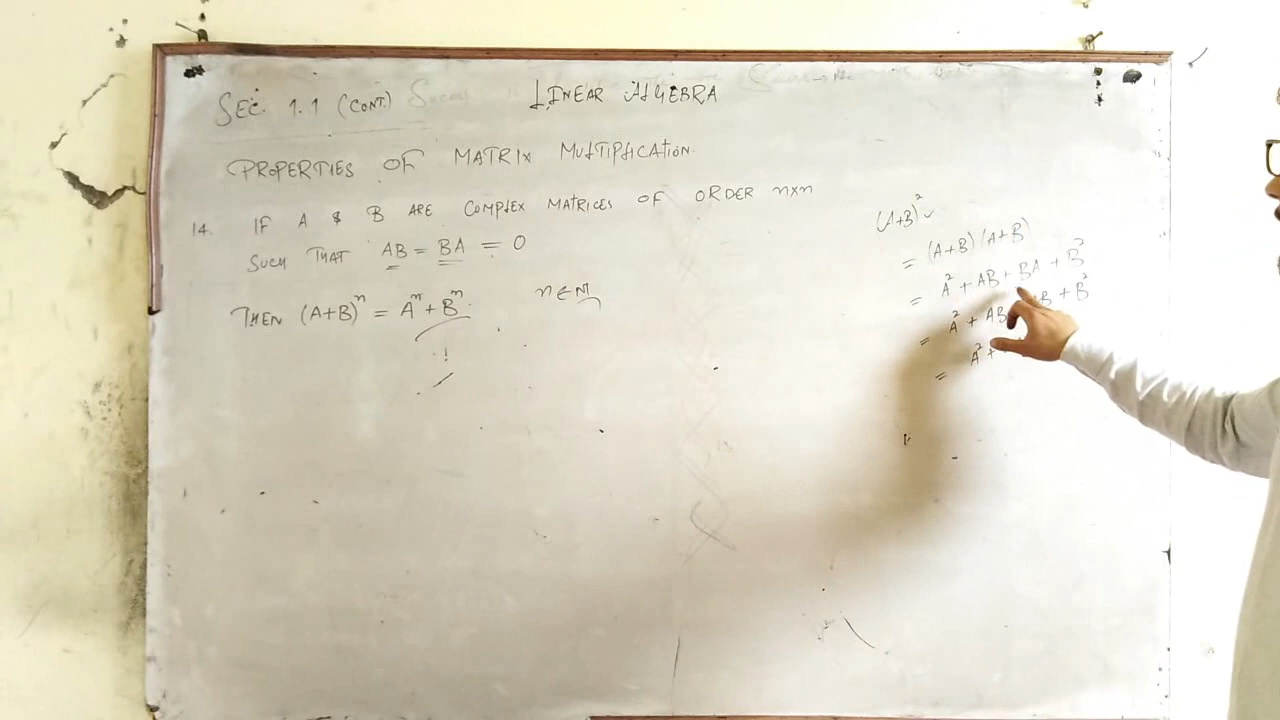 SEC. 1.1 (CONT.)
LINEAR ALGEBRA
PROPERTIES OF MATRIX MULTIPLICATION.
14. IF A & B ARE COMPLEX MATRICES OF ORDER n×n
SUCH THAT AB = BA = 0
THEN (A+B)^n = A^n + B^n. n∈ℕ
!
(A+B)^2
= (A+B)(A+B)
= A^2 + AB + BA + B^2
= A^2 + AB B + B^2
= A^2 +